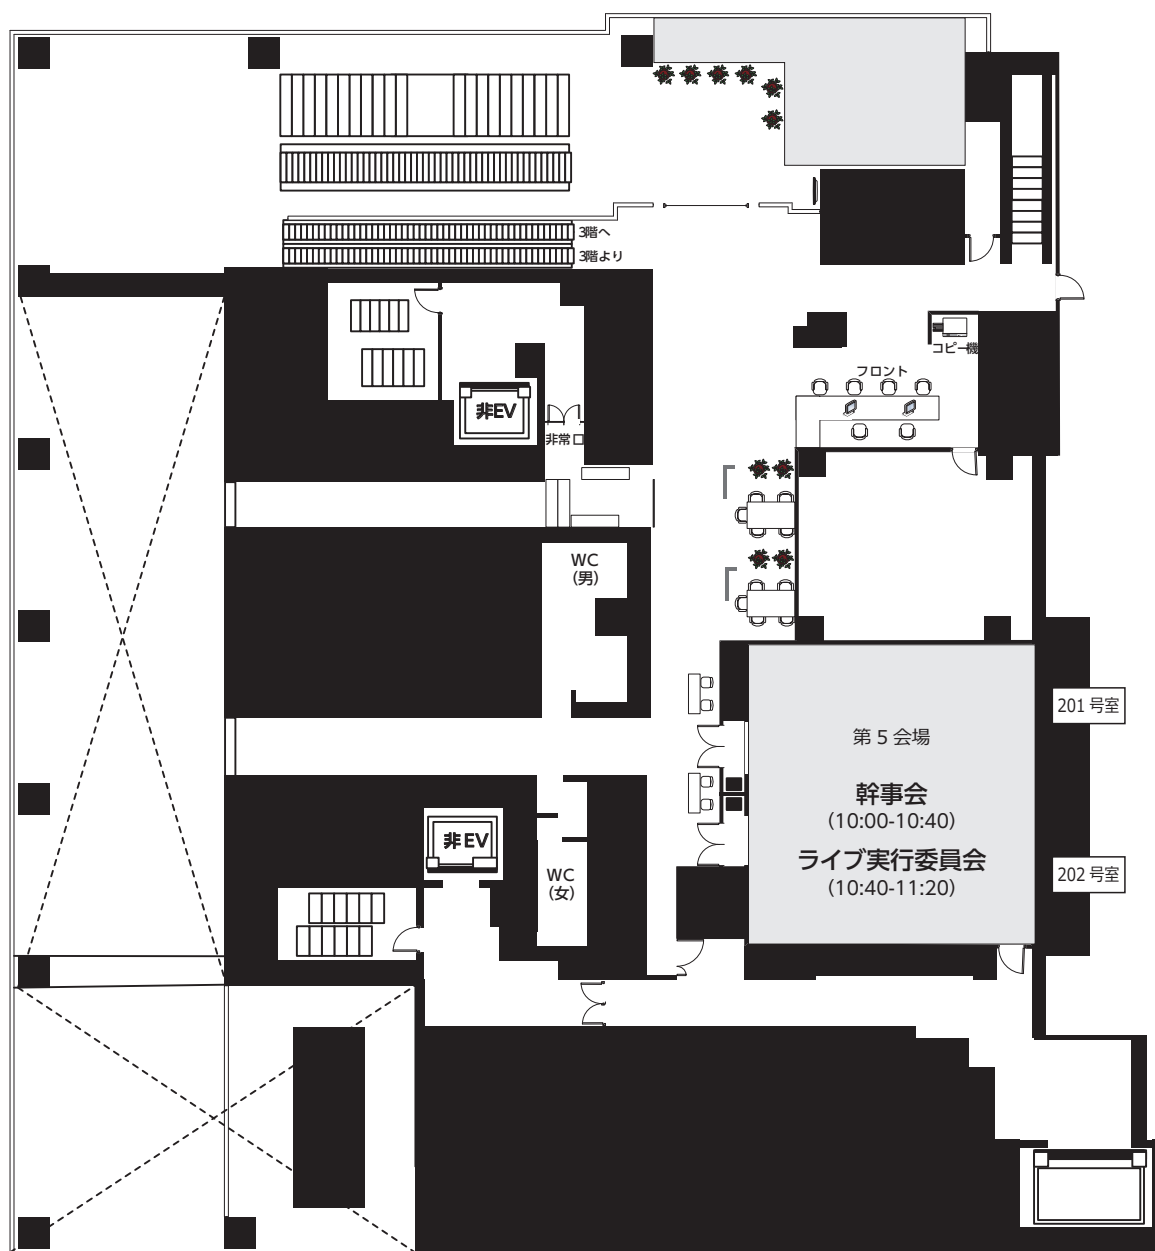 3階へ
3階より
コピー機
フロント
非EV
非常口
WC
(男)
201 号室
第 5 会場
幹事会
(10:00-10:40)
ライブ実行委員会
(10:40-11:20)
非EV
WC
(女)
202 号室